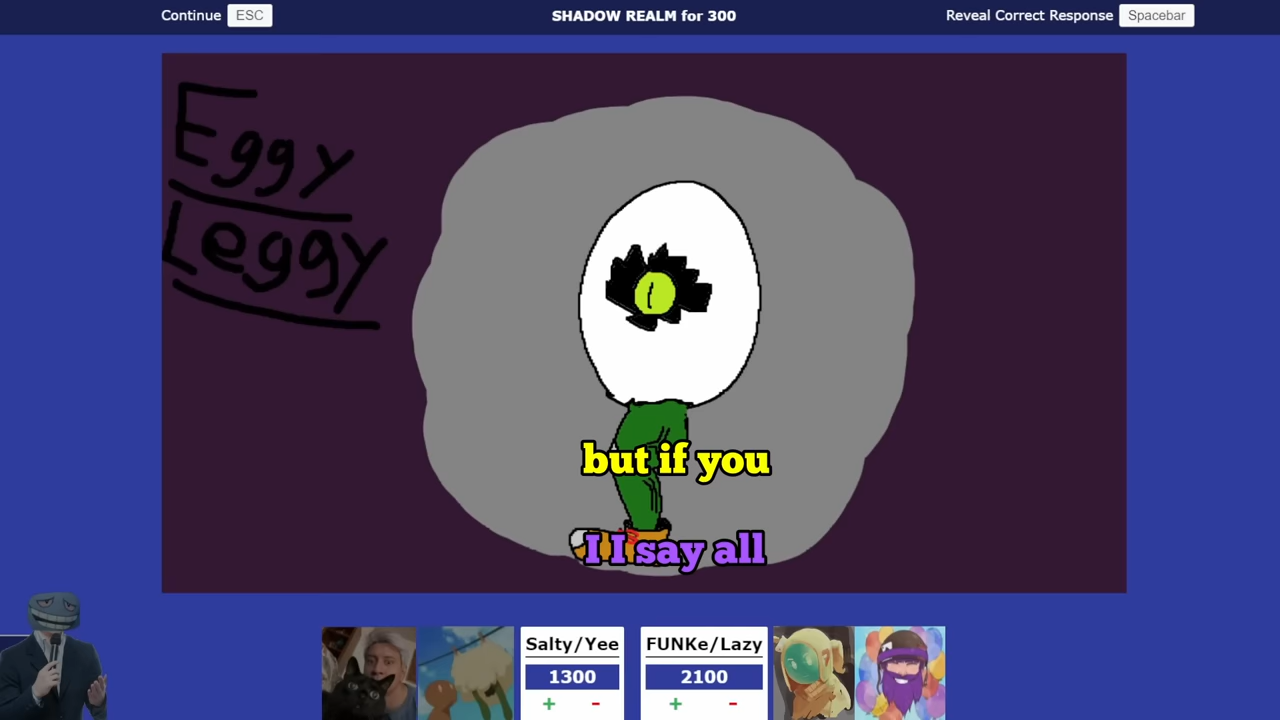 Continue ESC
SHADOW REALM for 300
Reveal Correct Response Spacebar
Eggy
Leggy
but if you
I I say all
Salty/Yee
FUNKe/Lazy
1300
2100
+ -
+ -